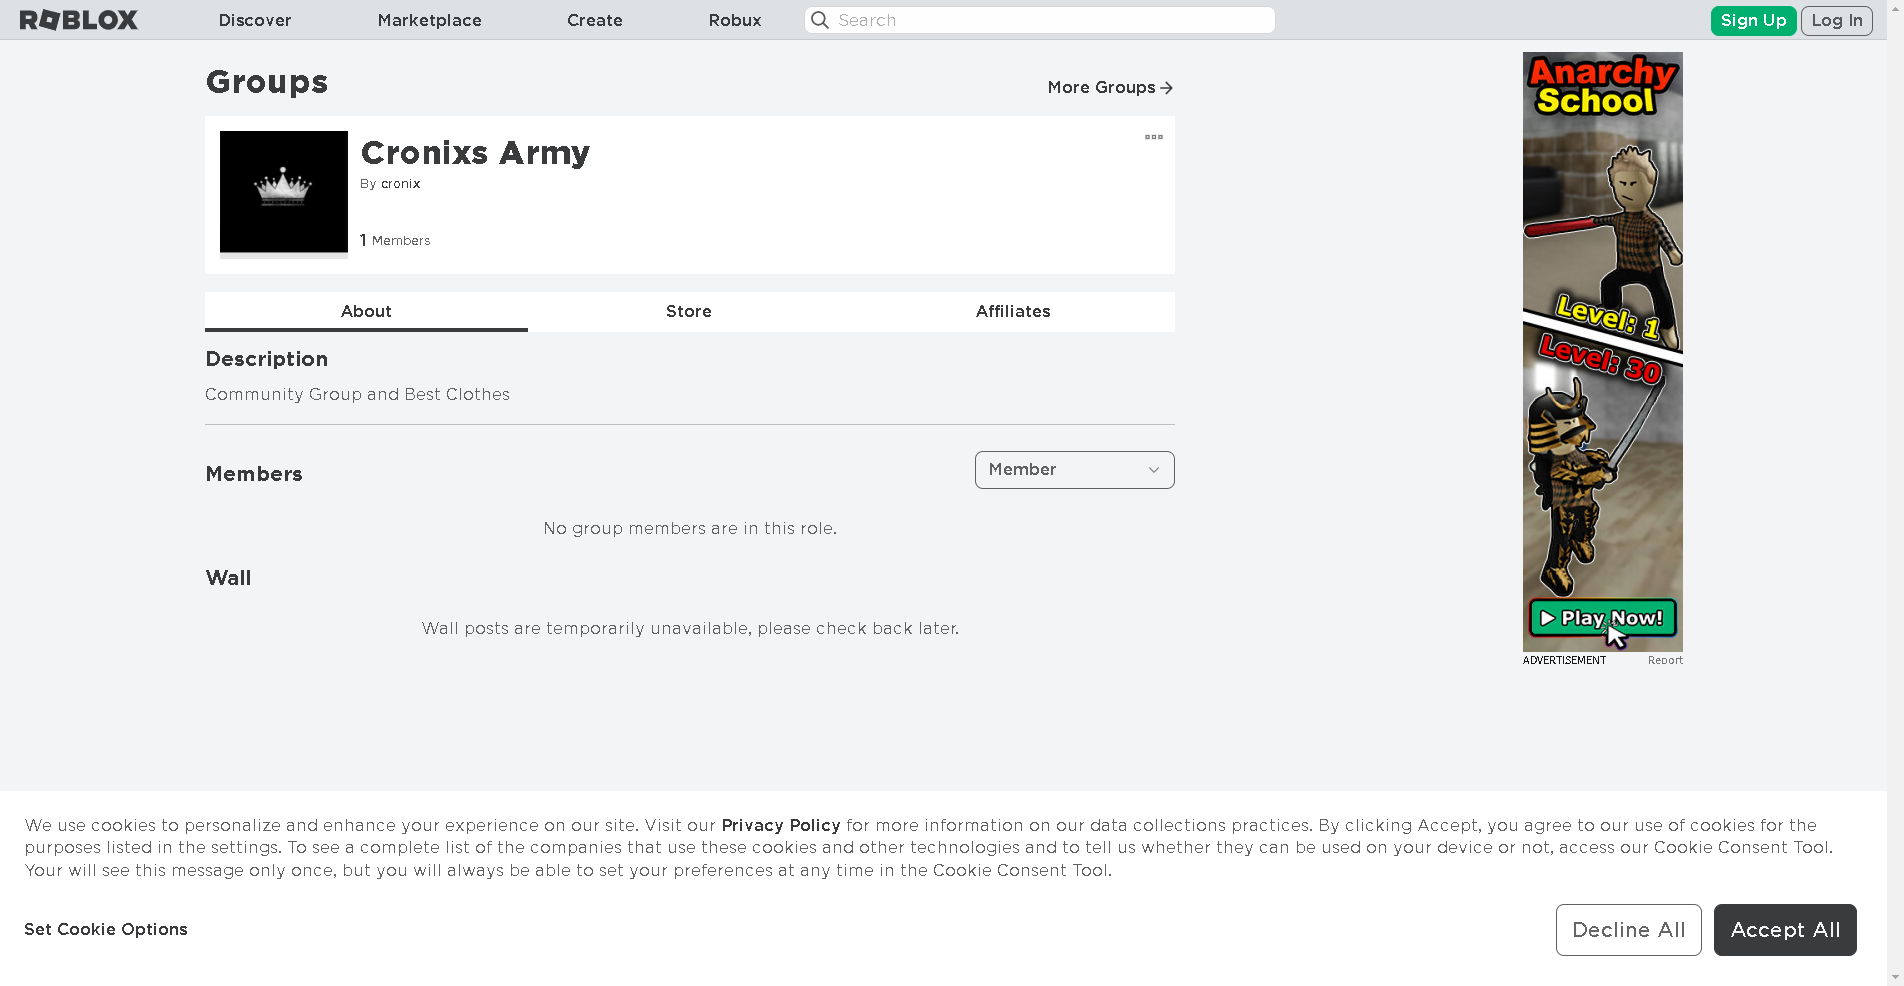 ROBLOX
Discover
Marketplace
Create
Robux
Search
Sign Up
Log In
Groups
More Groups
Cronixs Army
By cronix
1 Members
About
Store
Affiliates
Description
Community Group and Best Clothes
Members
Member
No group members are in this role.
Wall
Wall posts are temporarily unavailable, please check back later.
Anarchy
School
Level: 1
Level: 30
Play Now!
ADVERTISEMENT
Report
We use cookies to personalize and enhance your experience on our site. Visit our Privacy Policy for more information on our data collections practices. By clicking Accept, you agree to our use of cookies for the
purposes listed in the settings. To see a complete list of the companies that use these cookies and other technologies and to tell us whether they can be used on your device or not, access our Cookie Consent Tool.
Your will see this message only once, but you will always be able to set your preferences at any time in the Cookie Consent Tool.
Set Cookie Options
Decline All
Accept All